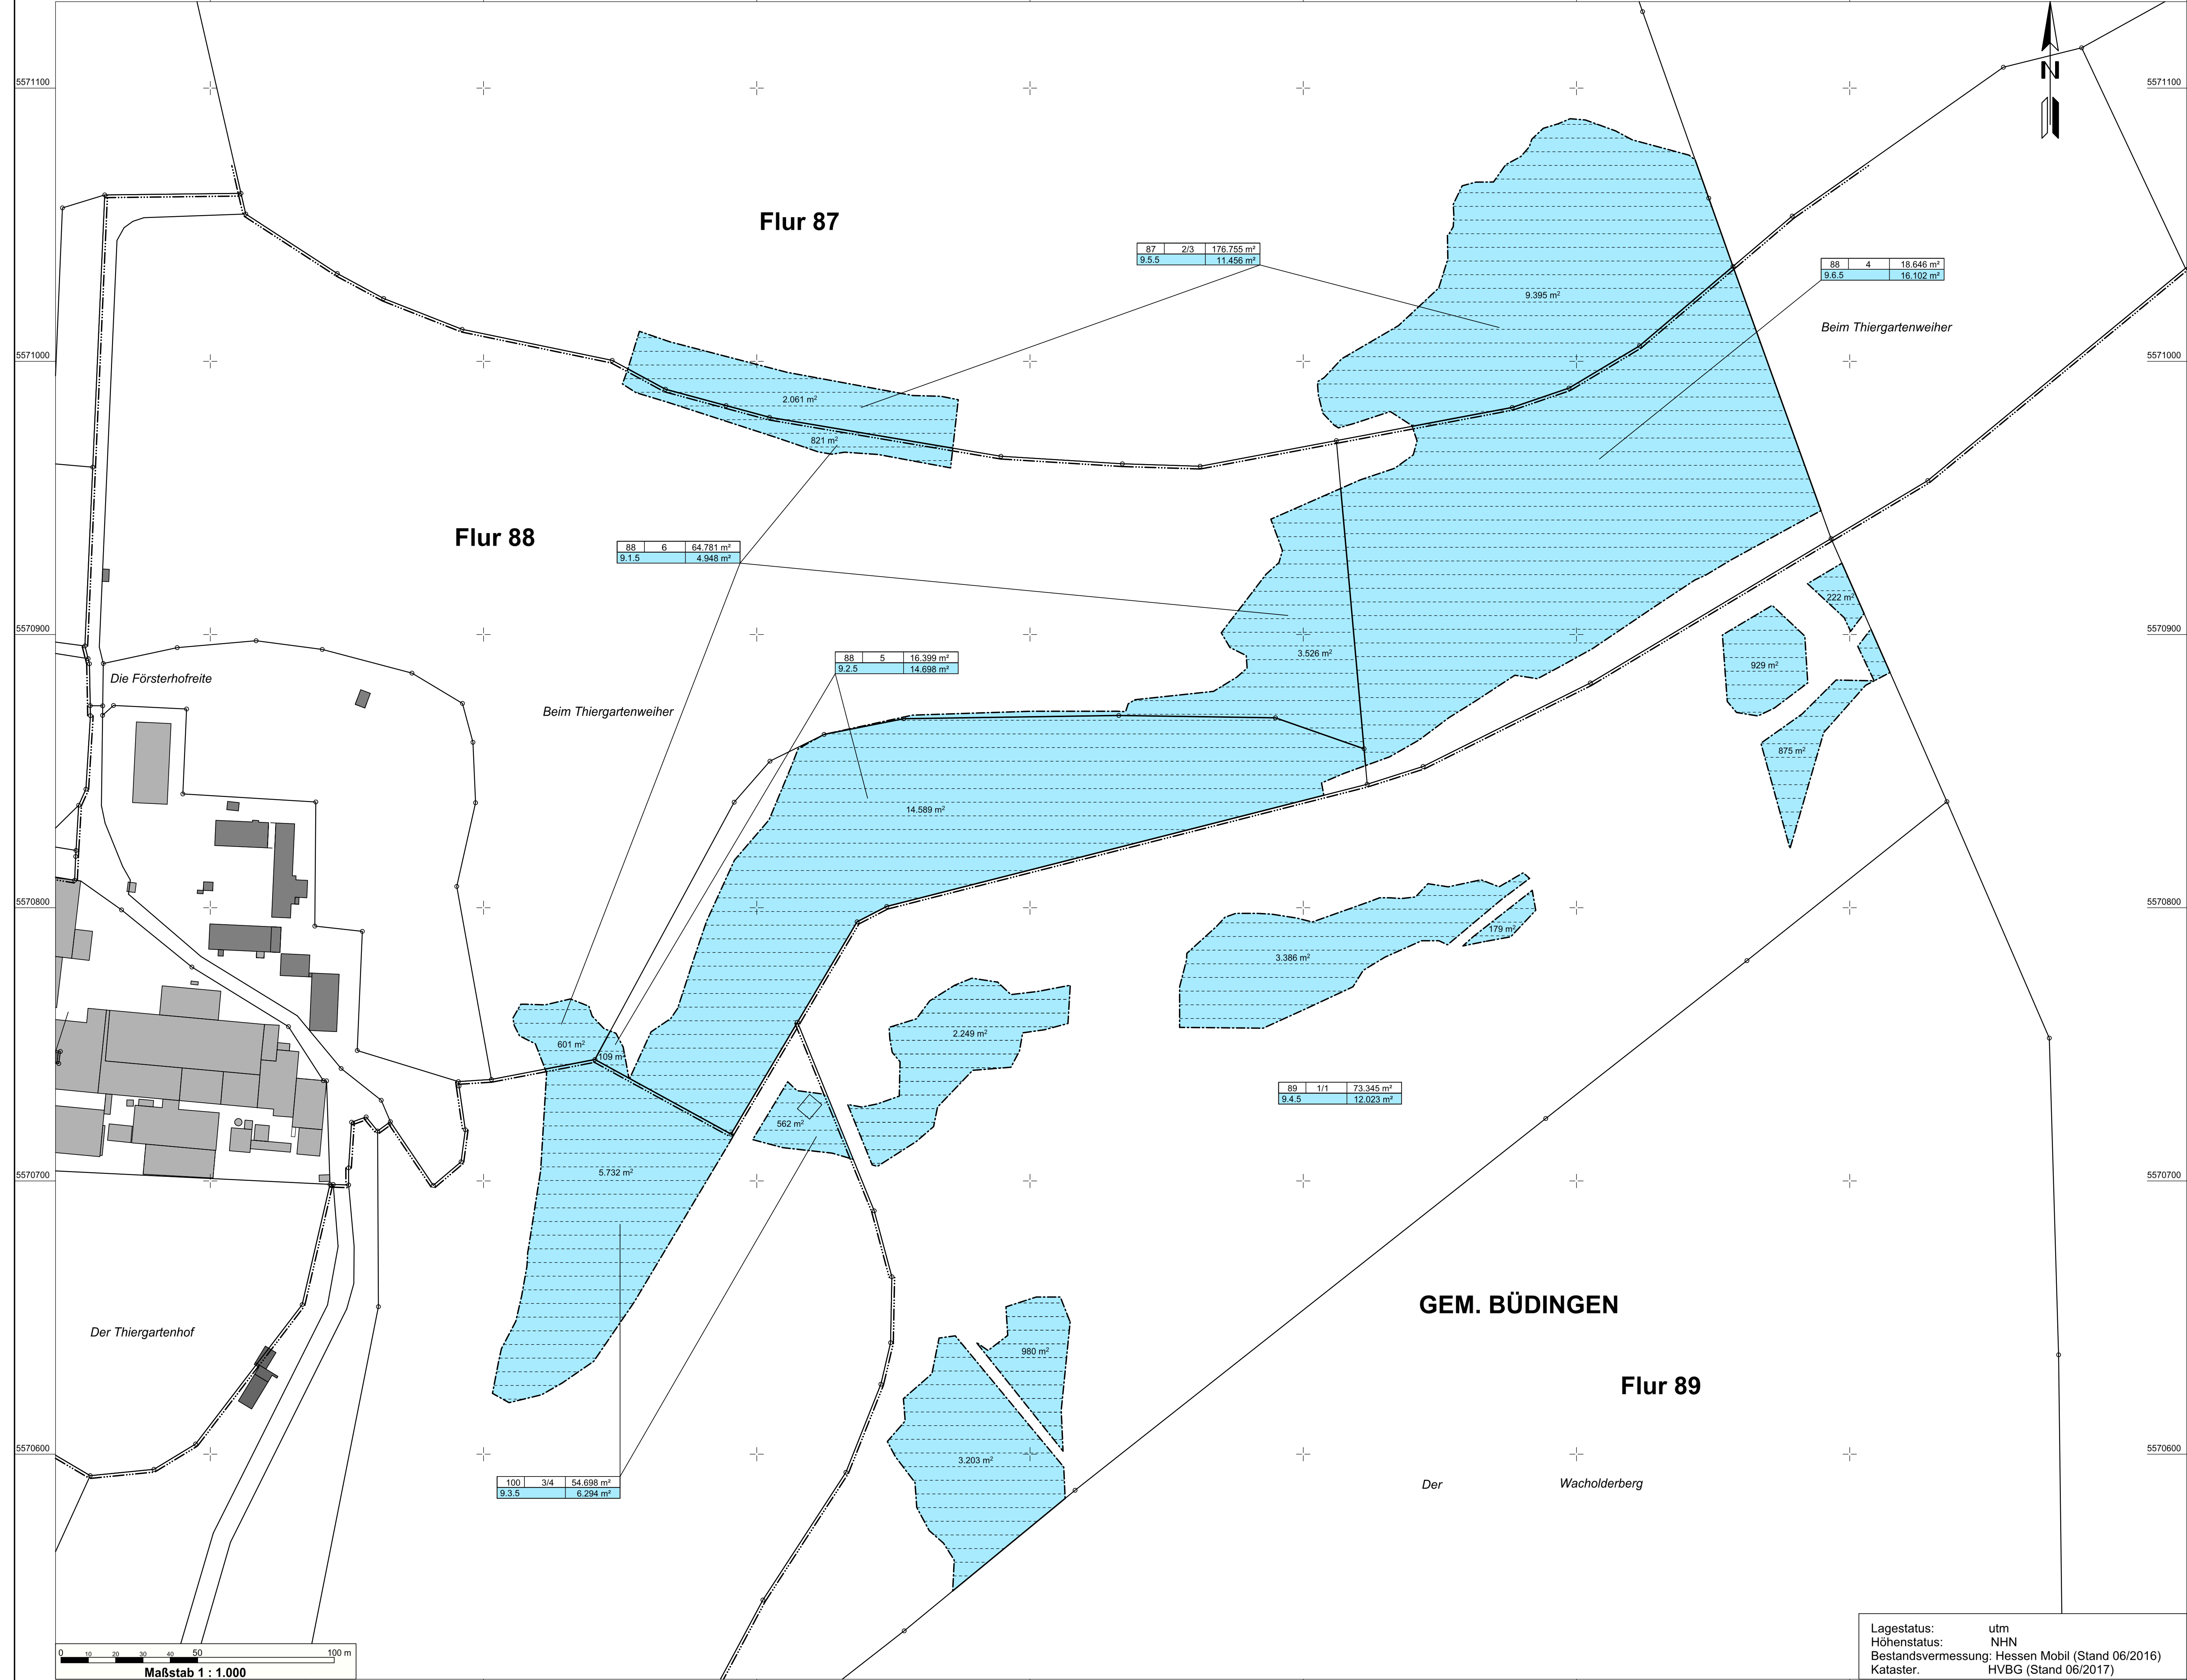 5571100
5571100
N
Flur 87
87 2/3 176.755 m²
9.5.5 11.456 m²
88 4 18.646 m²
9.6.5 16.102 m²
9.395 m²
Beim Thiergartenweiher
5571000
5571000
2.061 m²
821 m²
Flur 88
88 6 64.781 m²
9.1.5 4.948 m²
222 m²
5570900
5570900
3.526 m²
88 5 16.399 m²
9.2.5 14.698 m²
929 m²
Die Försterhofreite
Beim Thiergartenweiher
875 m²
14.589 m²
5570800
5570800
179 m²
3.386 m²
2.249 m²
601 m²
109 m
89 1/1 73.345 m²
9.4.5 12.023 m²
562 m²
5.732 m²
5570700
5570700
GEM. BÜDINGEN
Der Thiergartenhof
980 m²
Flur 89
5570600
5570600
3.203 m²
100 3/4 54.698 m²
9.3.5 6.294 m²
Der Wacholderberg
0 10 20 30 40 50 100 m
Maßstab 1 : 1.000
Lagestatus: utm
Höhenstatus: NHN
Bestandsvermessung: Hessen Mobil (Stand 06/2016)
Kataster. HVBG (Stand 06/2017)